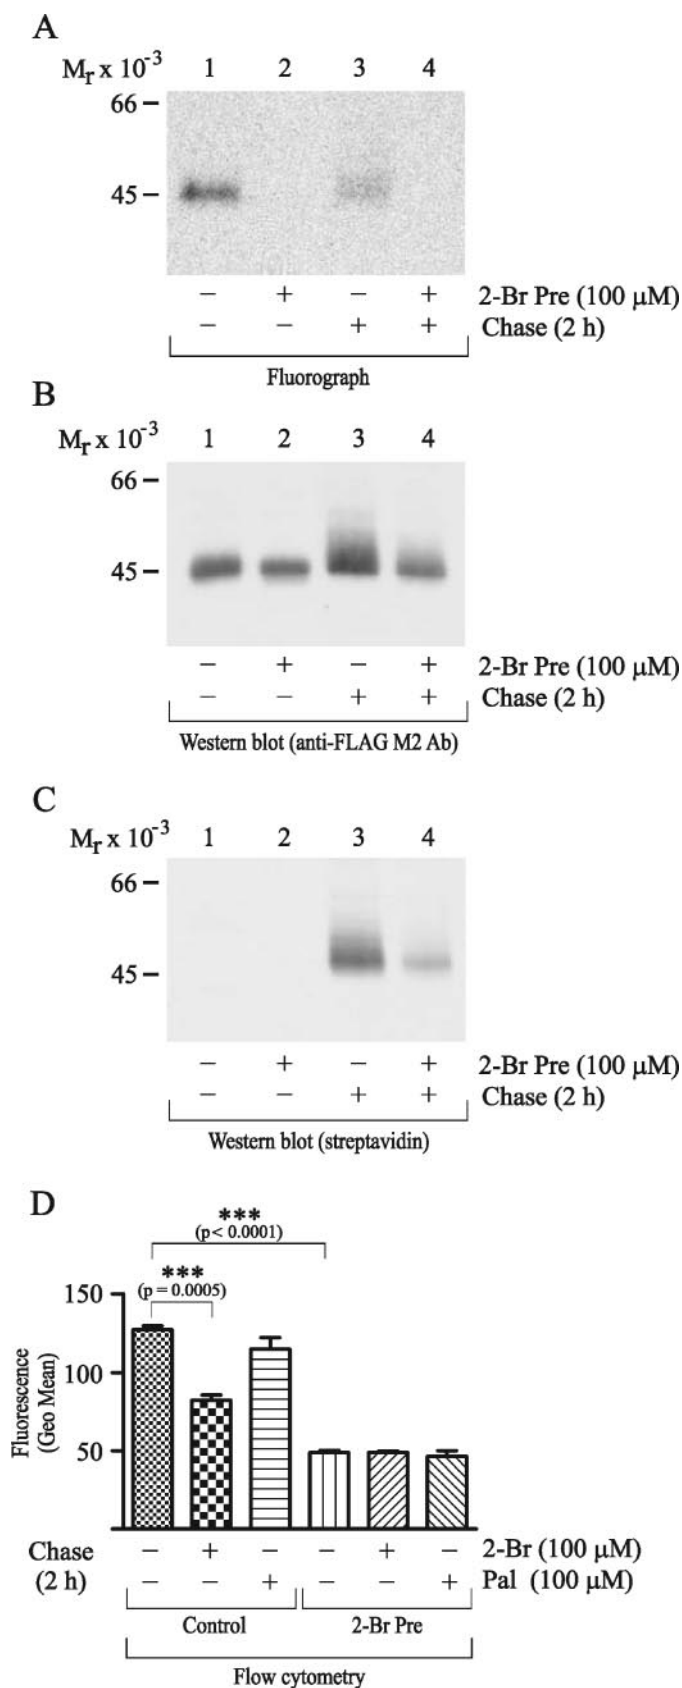 A
Mr x 10-3 1 2 3 4
66
45
− + − + 2-Br Pre (100 μM)
− − + + Chase (2 h)
Fluorograph
B
Mr x 10-3 1 2 3 4
66
45
− + − + 2-Br Pre (100 μM)
− − + + Chase (2 h)
Western blot (anti-FLAG M2 Ab)
C
Mr x 10-3 1 2 3 4
66
45
− + − + 2-Br Pre (100 μM)
− − + + Chase (2 h)
Western blot (streptavidin)
D
***
(p< 0.0001)
***
(p = 0.0005)
150
100
50
Fluorescence
(Geo Mean)
Chase − + − − + − 2-Br (100 μM)
(2 h) − − + − − + Pal (100 μM)
Control 2-Br Pre
Flow cytometry